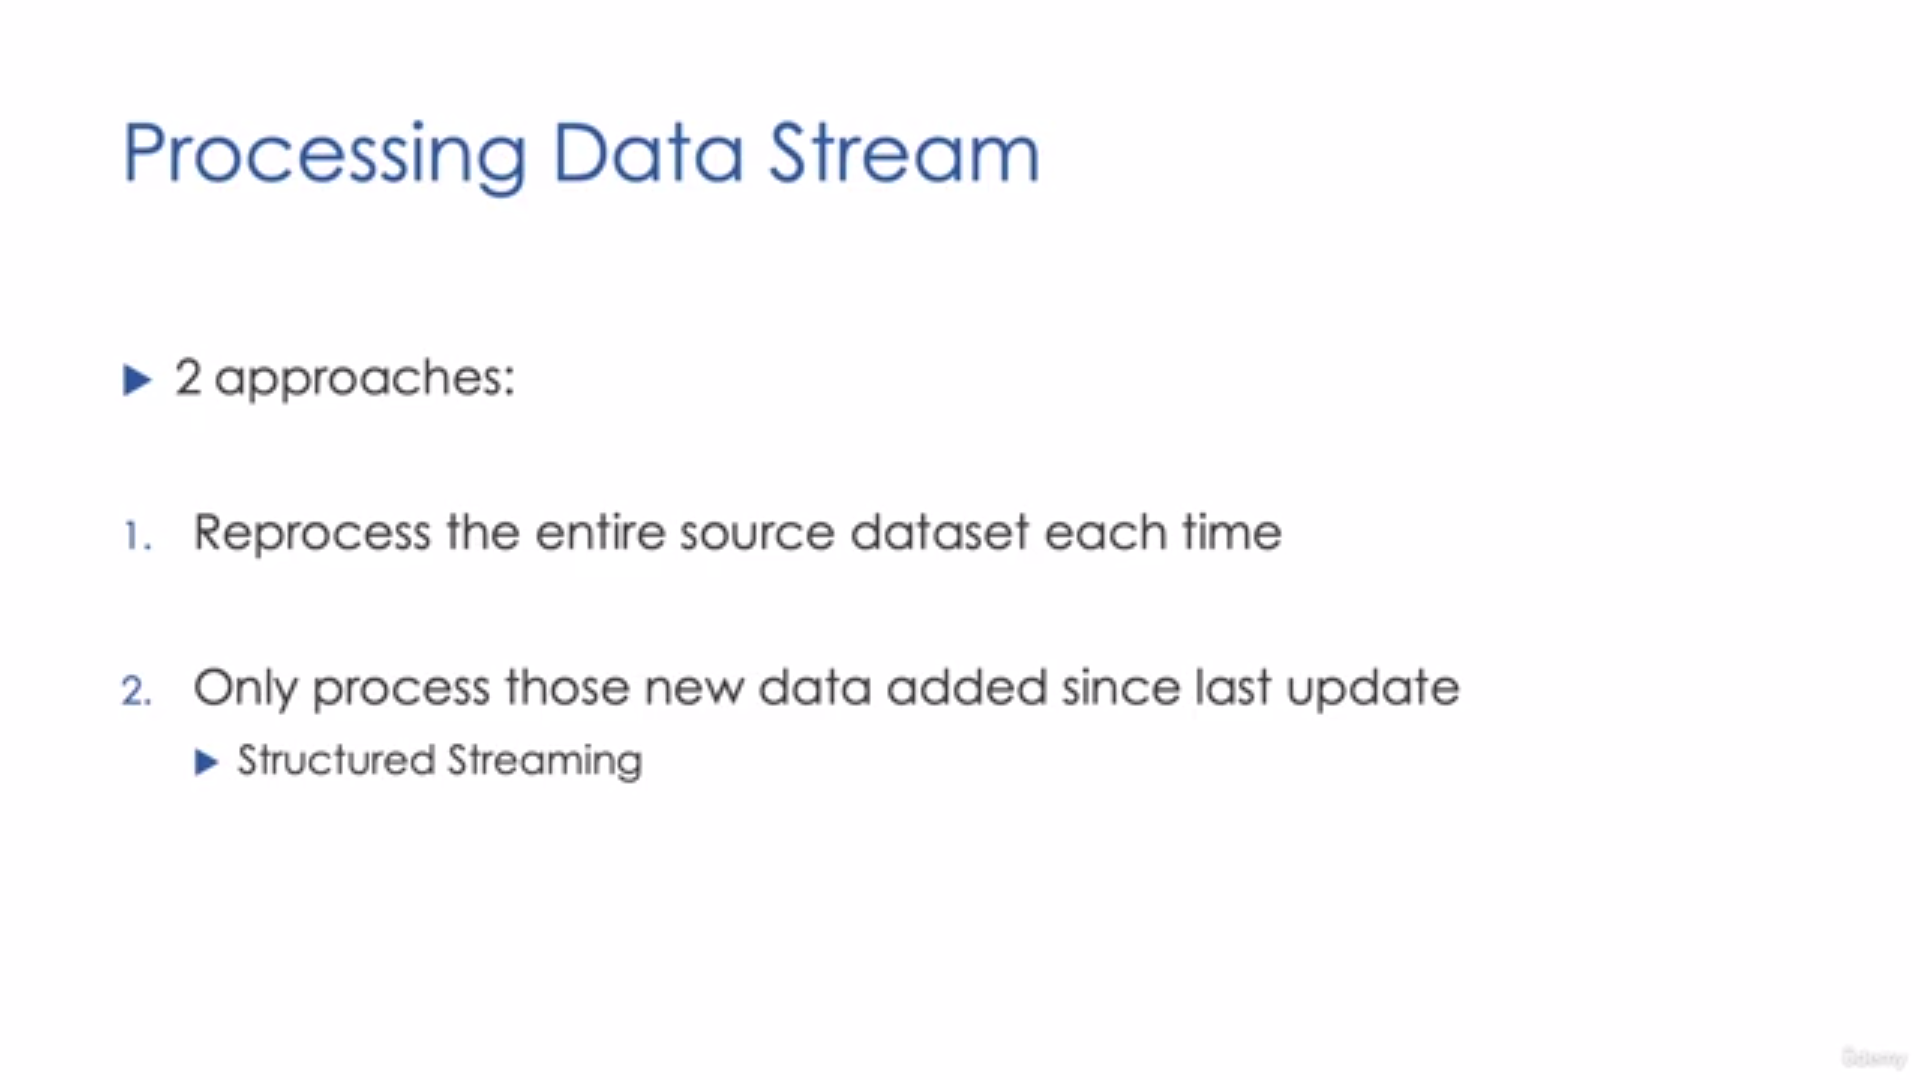 Processing Data Stream
2 approaches:
1. Reprocess the entire source dataset each time
2. Only process those new data added since last update
Structured Streaming
Udemy